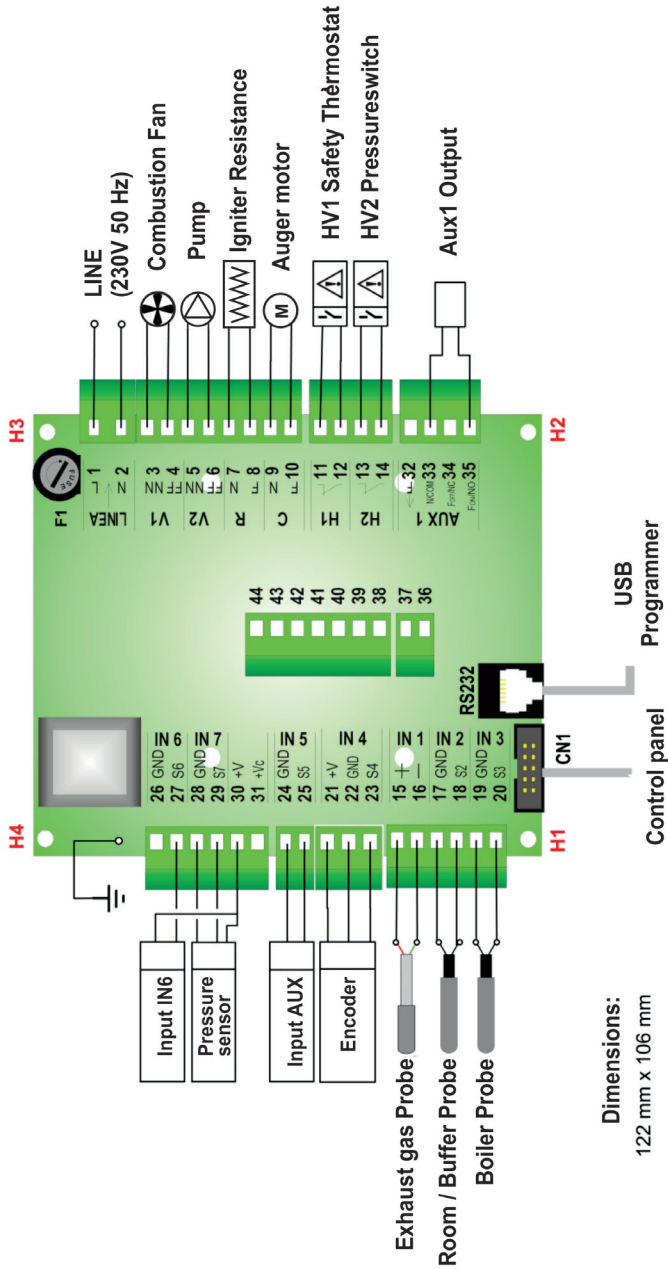 H4
H3
H1
H2
F1
FUSE
LINE
(230V 50 Hz)
Combustion Fan
Pump
Igniter Resistance
Auger motor
M
HV1 Safety Thermostat
HV2 Pressureswitch
Aux1 Output
LINEA
L 1
N 2
V1
NN 3
FF 4
V2
NN 5
FF 6
R
N 7
F 8
C
N 9
F 10
H1
11
12
H2
13
14
AUX 1
F 32
N/COM 33
34
35
44
43
42
41
40
39
38
37
36
IN 6
26 GND
27 S6
IN 7
28 GND
29 S7
30 +V
31 +Vc
IN 5
24 GND
25 S5
IN 4
21 +V
22 GND
23 S4
IN 1
15 +
16 –
IN 2
17 GND
18 S2
IN 3
19 GND
20 S3
Input IN6
Pressure
sensor
Input AUX
Encoder
Exhaust gas Probe
Room / Buffer Probe
Boiler Probe
RS232
CN1
USB
Programmer
Control panel
Dimensions:
122 mm x 106 mm